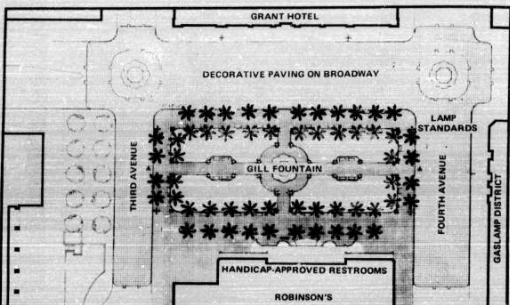 GRANT HOTEL
DECORATIVE PAVING ON BROADWAY
LAMP
STANDARDS
THIRD AVENUE
GILL FOUNTAIN
FOURTH AVENUE
GASLAMP DISTRICT
HANDICAP-APPROVED RESTROOMS
ROBINSON'S